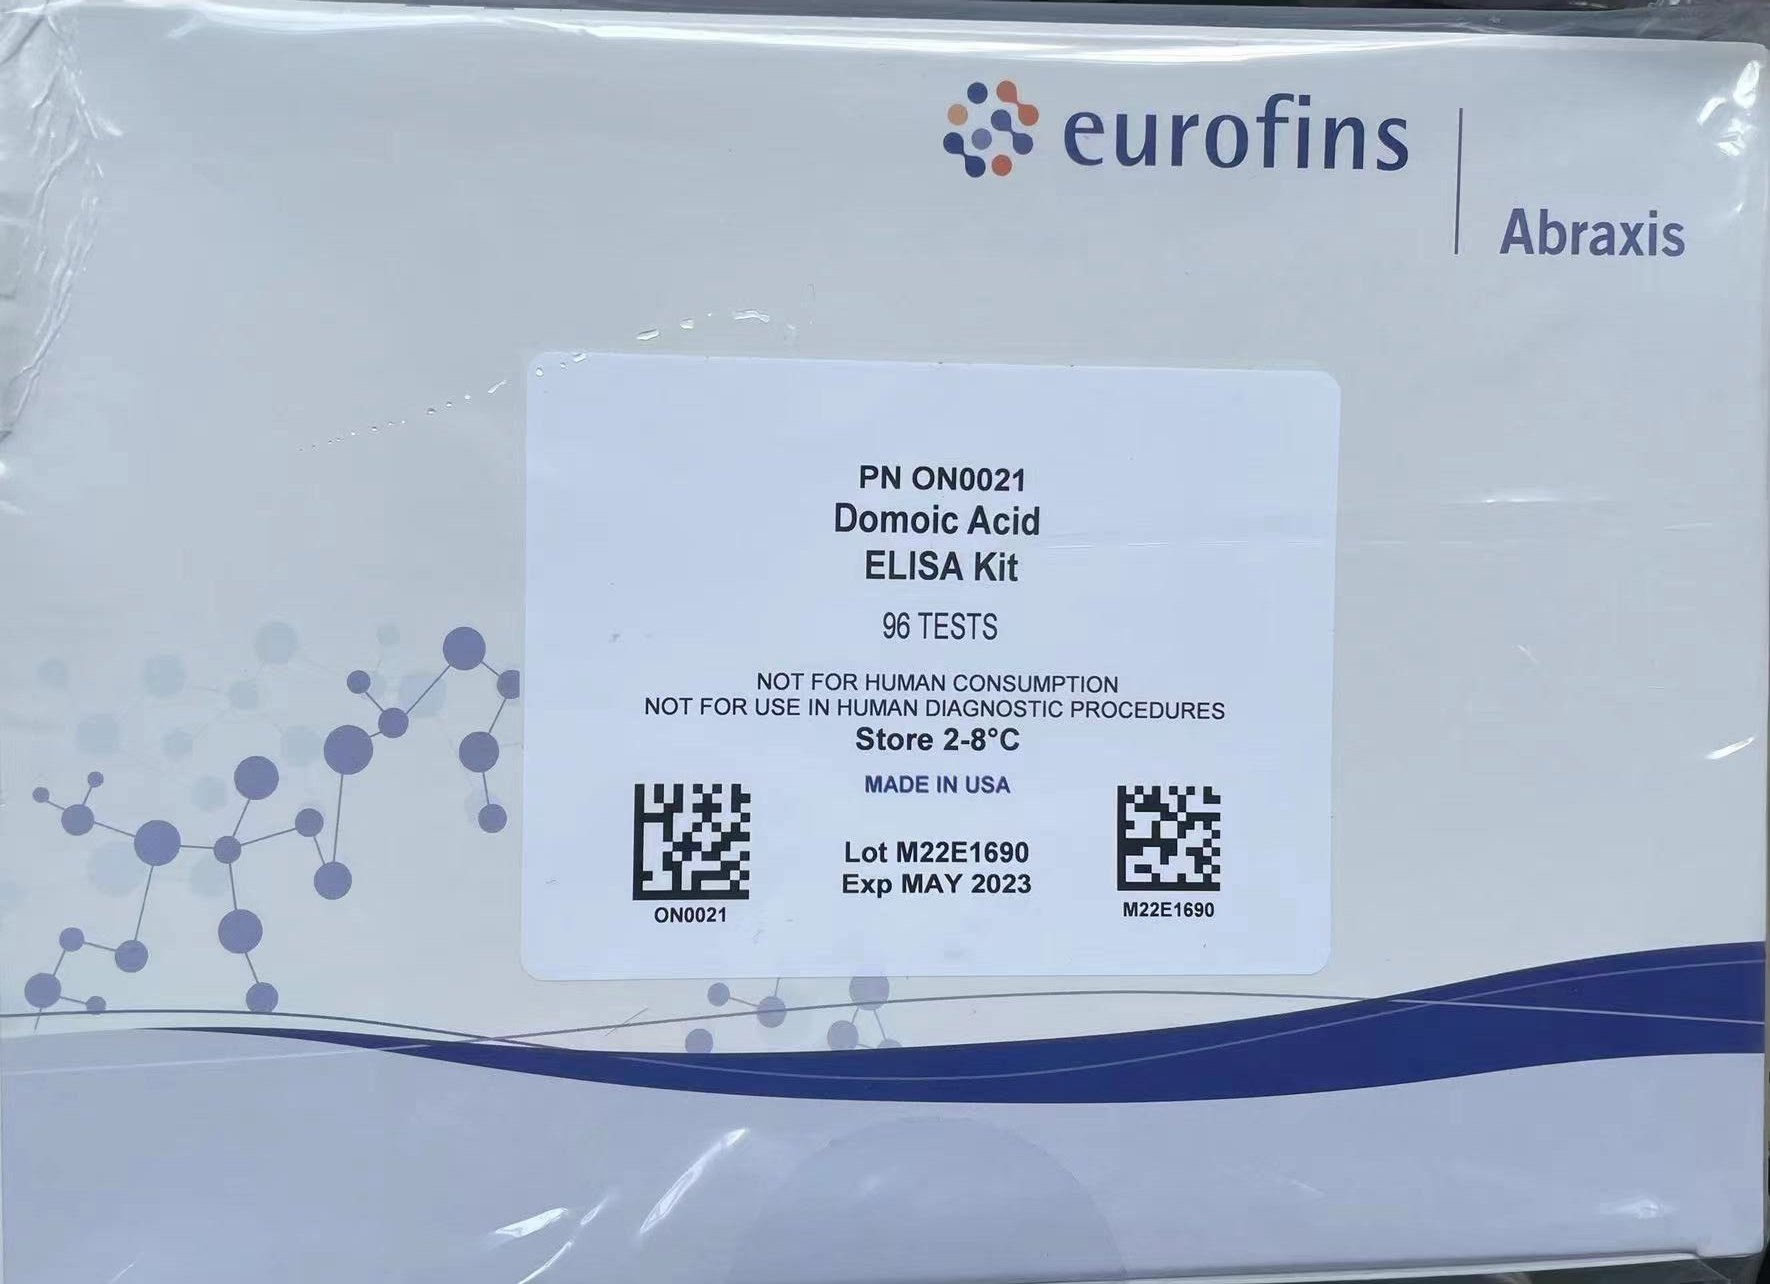 eurofins
Abraxis
PN ON0021
Domoic Acid
ELISA Kit
96 TESTS
NOT FOR HUMAN CONSUMPTION
NOT FOR USE IN HUMAN DIAGNOSTIC PROCEDURES
Store 2-8°C
MADE IN USA
Lot M22E1690
Exp MAY 2023
ON0021
M22E1690